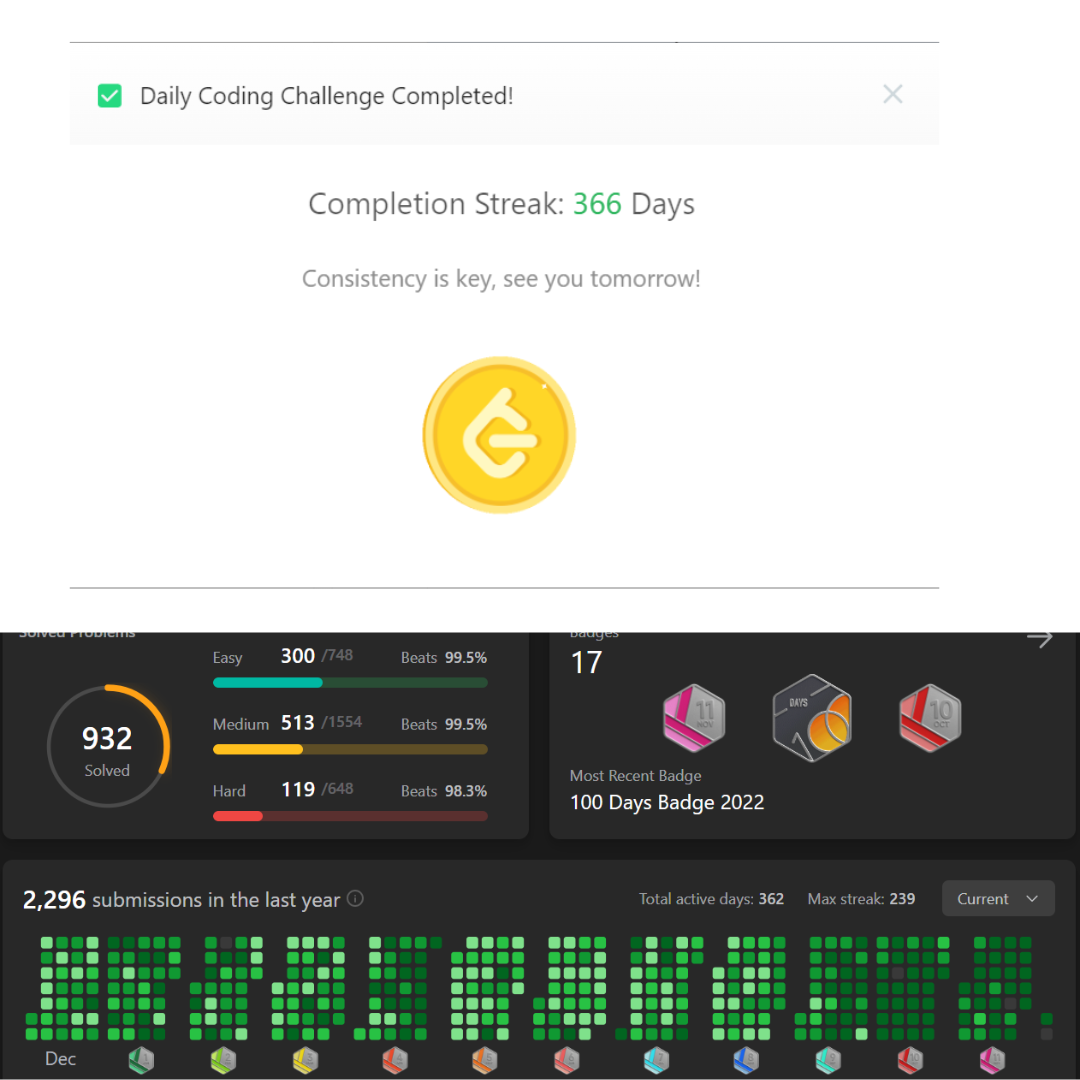 Daily Coding Challenge Completed!
Completion Streak: 366 Days
Consistency is key, see you tomorrow!
Solved Problems
932
Solved
Easy 300 /748 Beats 99.5%
Medium 513 /1554 Beats 99.5%
Hard 119 /648 Beats 98.3%
Badges
17
11
NOV
DAYS
10
OCT
Most Recent Badge
100 Days Badge 2022
2,296 submissions in the last year
Total active days: 362 Max streak: 239
Current
Dec